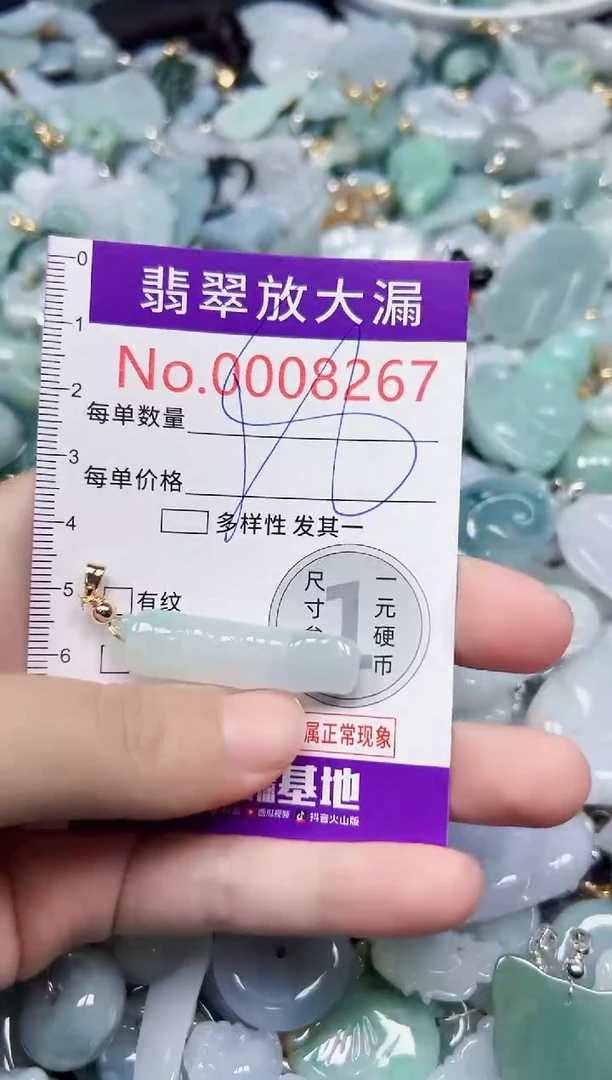 翡翠放大漏
No.0008267
每单数量
每单价格
多样性 发其一
有纹
尺寸
一元硬币
1
属正常现象
基地
西瓜视频 抖音火山版
0
1
2
3
4
5
6